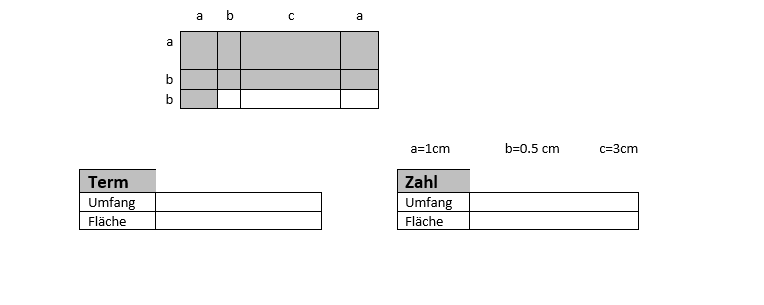 a b c a
a
b
b
a=1cm b=0.5 cm c=3cm
Term Zahl
Umfang Umfang
Fläche Fläche